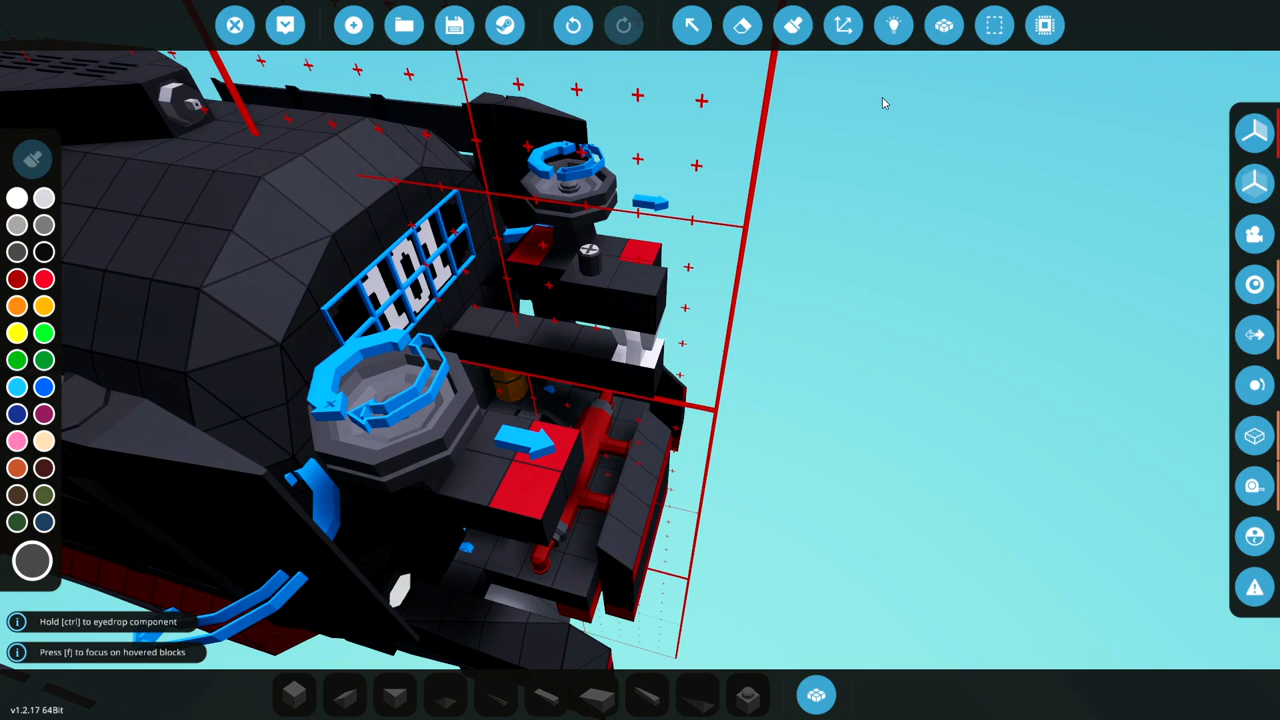 101
Hold [ctrl] to eyedrop component
Press [f] to focus on hovered blocks
v1.2.17 64Bit